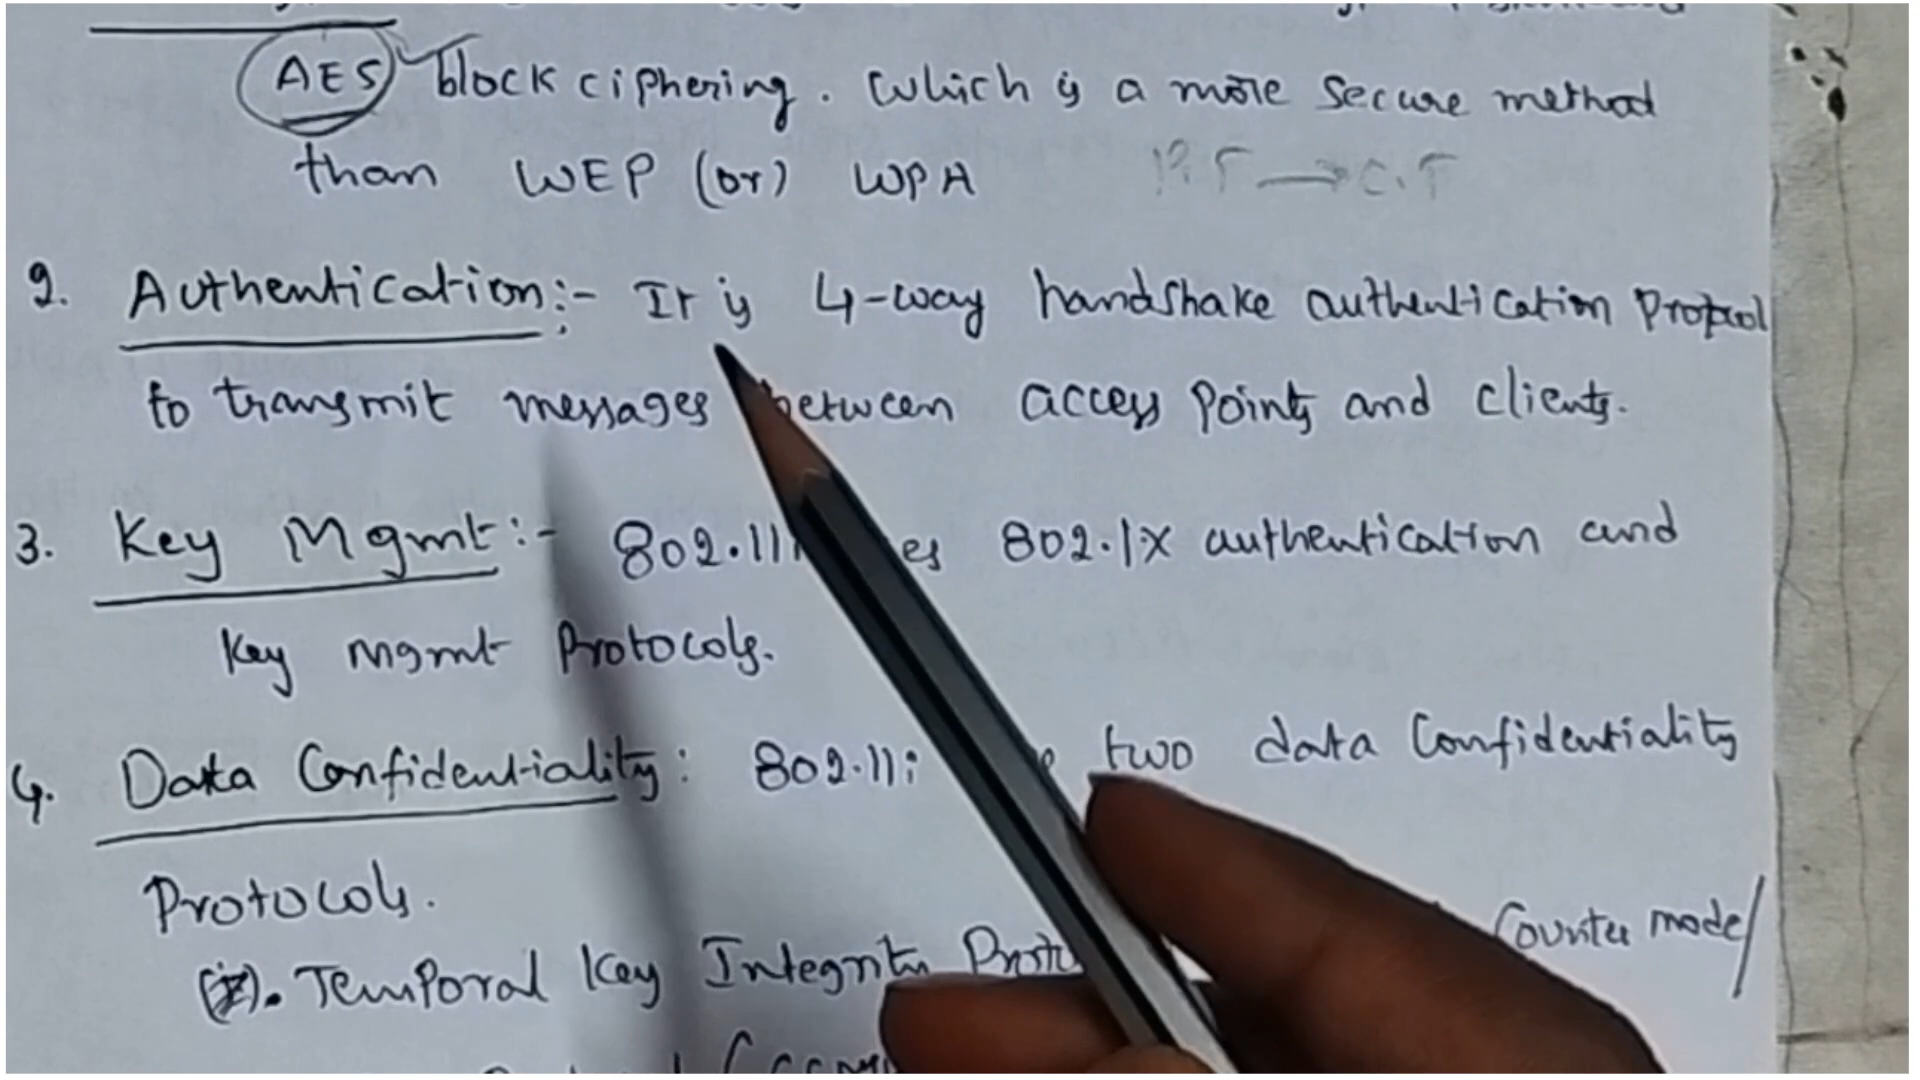 AES block ciphering. Which is a more secure method
than WEP (or) WPA P.T → C.T
2. Authentication:- It is 4-way handshake authentication Protocol
to transmit messages between access Points and clients.
3. Key Mgmt:- 802.11i 802.1X authentication and
Key Mgmt Protocols.
4. Data Confidentiality: 802.11i two data Confidentiality
Protocols.
(i). Temporal Key Integrity Counter mode/